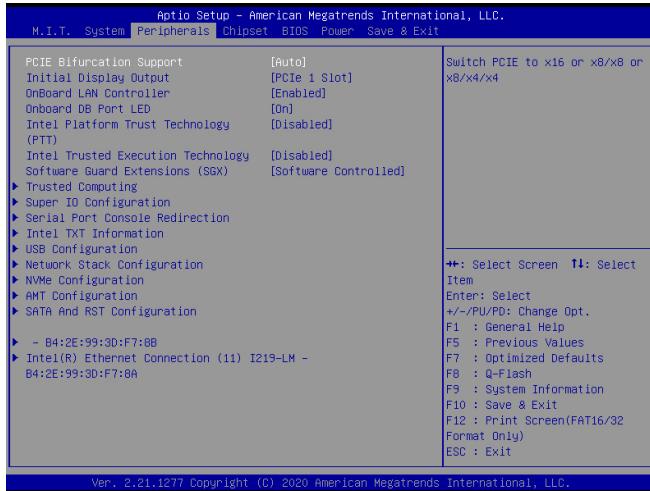 Aptio Setup – American Megatrends International, LLC.
M.I.T. System Peripherals Chipset BIOS Power Save & Exit
PCIE Bifurcation Support [Auto]
Initial Display Output [PCIe 1 Slot]
OnBoard LAN Controller [Enabled]
Onboard DB Port LED [On]
Intel Platform Trust Technology [Disabled]
(PTT)
Intel Trusted Execution Technology [Disabled]
Software Guard Extensions (SGX) [Software Controlled]
Trusted Computing
Super IO Configuration
Serial Port Console Redirection
Intel TXT Information
USB Configuration
Network Stack Configuration
NVMe Configuration
AMT Configuration
SATA And RST Configuration
– B4:2E:99:3D:F7:8B
Intel(R) Ethernet Connection (11) I219-LM –
B4:2E:99:3D:F7:8A
Switch PCIE to x16 or x8/x8 or
x8/x4/x4
→←: Select Screen ↑↓: Select
Item
Enter: Select
+/-/PU/PD: Change Opt.
F1 : General Help
F5 : Previous Values
F7 : Optimized Defaults
F8 : Q-Flash
F9 : System Information
F10 : Save & Exit
F12 : Print Screen(FAT16/32
Format Only)
ESC : Exit
Ver. 2.21.1277 Copyright (C) 2020 American Megatrends International, LLC.